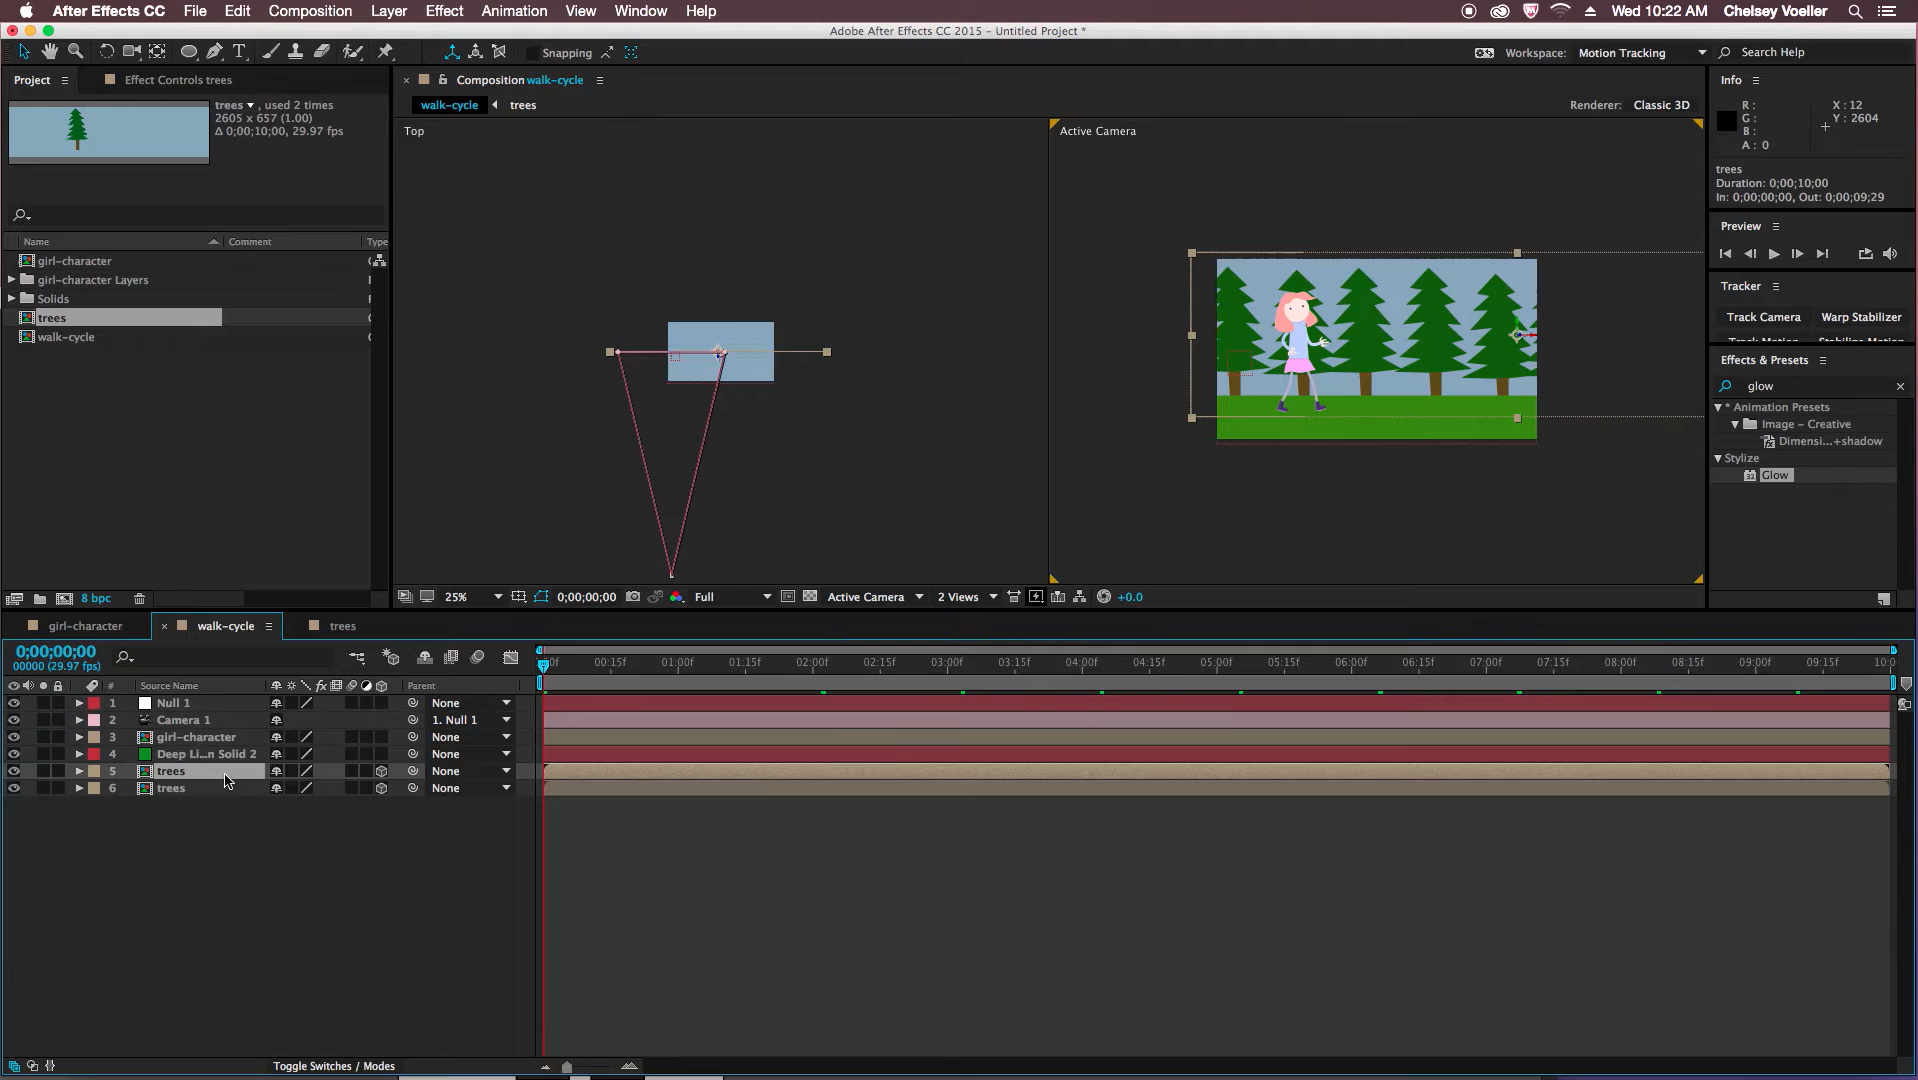 After Effects CC File Edit Composition Layer Effect Animation View Window Help Wed 10:22 AM Chelsey Voeller
Adobe After Effects CC 2015 - Untitled Project *
Snapping Workspace: Motion Tracking Search Help
Project Effect Controls trees
trees , used 2 times
2605 x 657 (1.00)
Δ 0;00;10;00, 29.97 fps
Name Comment Type
girl-character
girl-character Layers
Solids
trees
walk-cycle
8 bpc
Composition walk-cycle
walk-cycle trees
Renderer: Classic 3D
Top
Active Camera
25% 0;00;00;00 Full Active Camera 2 Views +0.0
Info
R: X: 12
G: Y: 2604
B:
A: 0
trees
Duration: 0;00;10;00
In: 0;00;00;00, Out: 0;00;09;29
Preview
Tracker
Track Camera Warp Stabilizer
Effects & Presets
glow
* Animation Presets
Image – Creative
Dimensi...+shadow
Stylize
32 Glow
girl-character walk-cycle trees
0;00;00;00
00000 (29.97 fps)
00f 00:15f 01:00f 01:15f 02:00f 02:15f 03:00f 03:15f 04:00f 04:15f 05:00f 05:15f 06:00f 06:15f 07:00f 07:15f 08:00f 08:15f 09:00f 09:15f 10:0
# Source Name fx Parent
1 Null 1 None
2 Camera 1 1. Null 1
3 girl-character None
4 Deep Li...n Solid 2 None
5 trees None
6 trees None
Toggle Switches / Modes